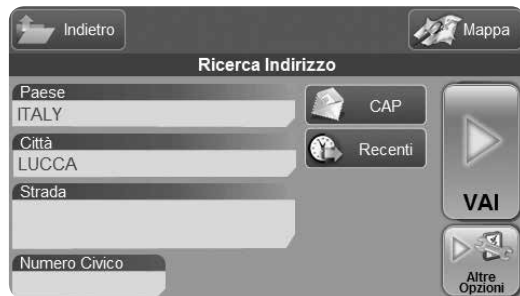 Indietro
Mappa
Ricerca Indirizzo
Paese
ITALY
CAP
Città
LUCCA
Recenti
Strada
VAI
Numero Civico
Altre
Opzioni